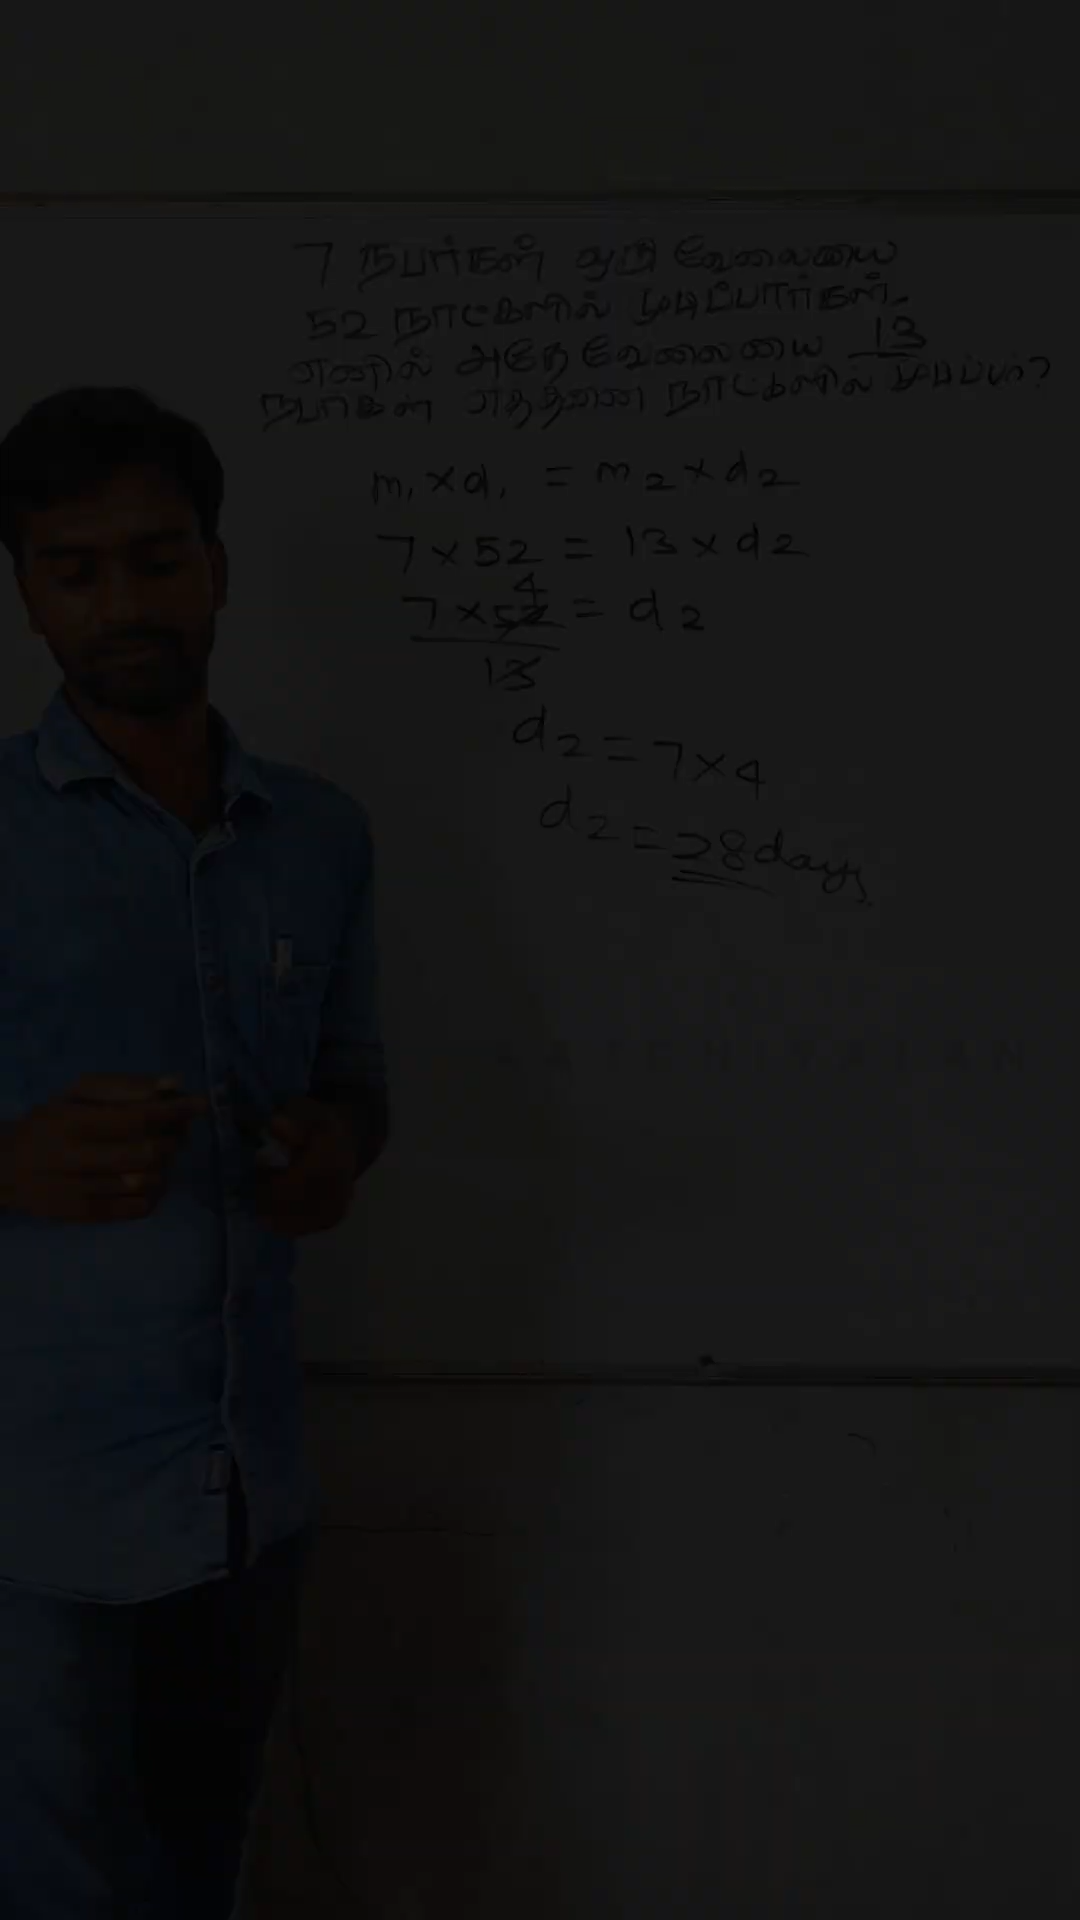 7 நபர்கள் ஒரு வேலையை
52 நாட்களில் முடிப்பார்கள்.
எனில் அதே வேலையை 13
நபர்கள் எத்தனை நாட்களில் முடிப்பர்?
m1 × d1 = m2 × d2
7 × 52 = 13 × d2
4
7 × 52 = d2
13
d2 = 7 × 4
d2 = 28 days